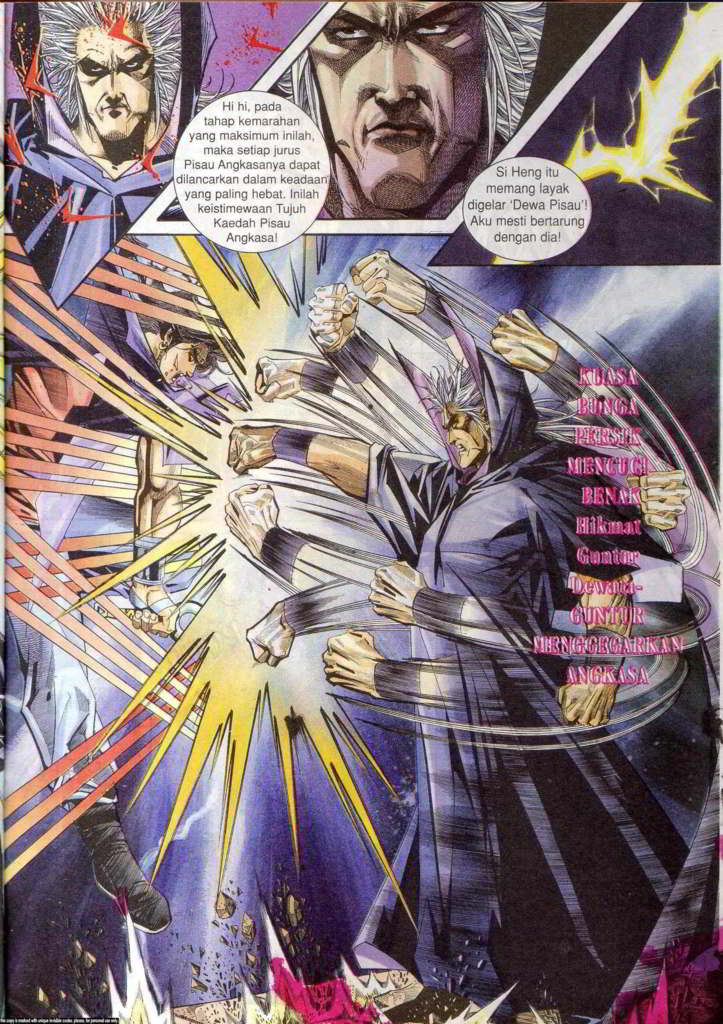 Hi hi, pada
tahap kemarahan
yang maksimum inilah,
maka setiap jurus
Pisau Angkasanya dapat
dilancarkan dalam keadaan
yang paling hebat. Inilah
keistimewaan Tujuh
Kaedah Pisau
Angkasa!
Si Heng itu
memang layak
digelar 'Dewa Pisau'!
Aku mesti bertarung
dengan dia!
KUASA
BUNGA
PERSIK
MENCUCI
BENAK
Hikmat
Guntur
Dewata-
GUNTUR
MENGGEGARKAN
ANGKASA